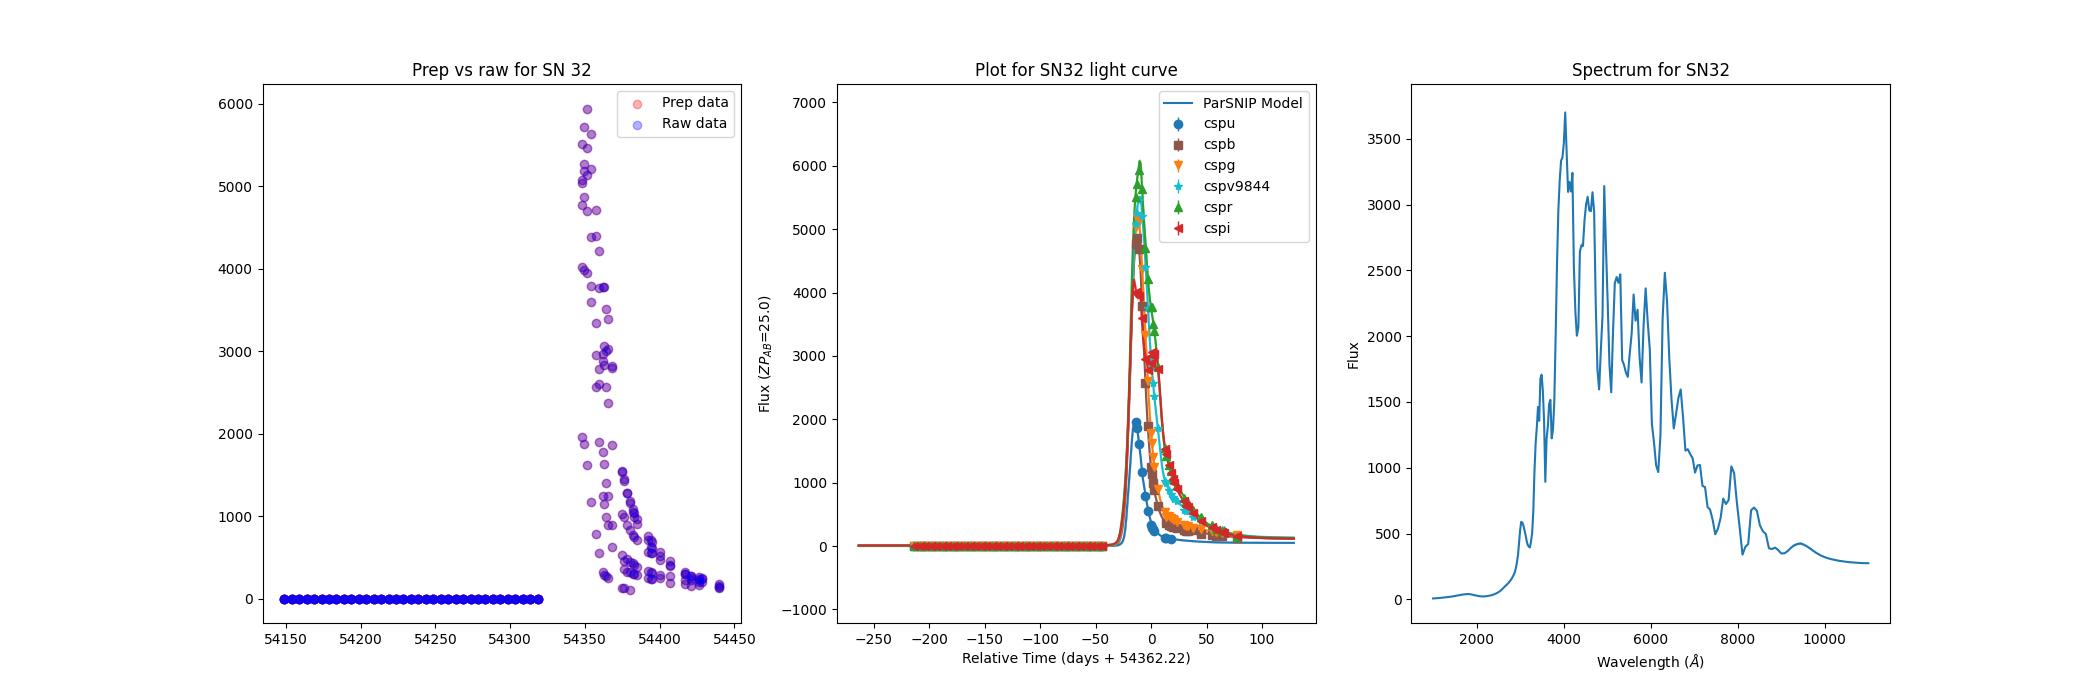 Prep vs raw for SN 32
6000
5000
4000
3000
2000
1000
0
54150
54200
54250
54300
54350
54400
54450
Prep data
Raw data
Plot for SN32 light curve
Flux (ZP_AB=25.0)
7000
6000
5000
4000
3000
2000
1000
0
−1000
−250
−200
−150
−100
−50
0
50
100
Relative Time (days + 54362.22)
ParSNIP Model
cspu
cspb
cspg
cspv9844
cspr
cspi
Spectrum for SN32
Flux
3500
3000
2500
2000
1500
1000
500
0
2000
4000
6000
8000
10000
Wavelength (Å)